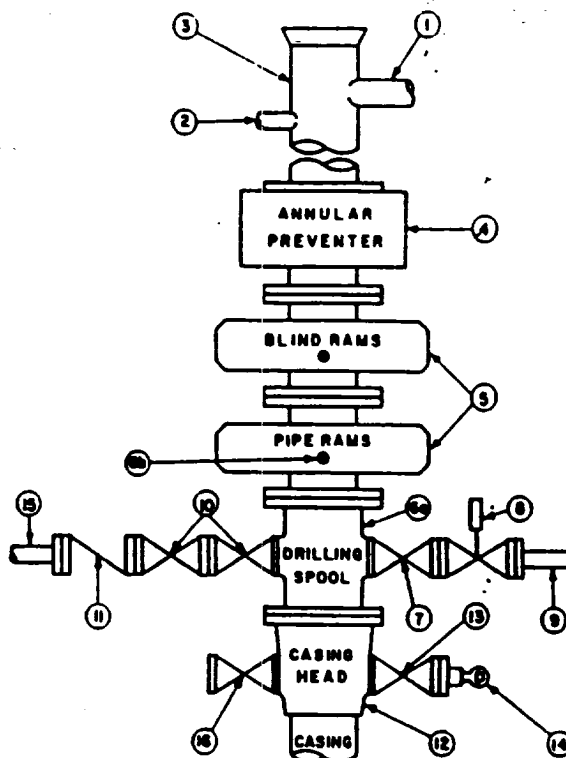 3
1
2
ANNULAR
PREVENTER
4
BLIND RAMS
5
PIPE RAMS
6b
15
10
6a
8
DRILLING
SPOOL
11
7
9
13
CASING
HEAD
16
12
14
CASING